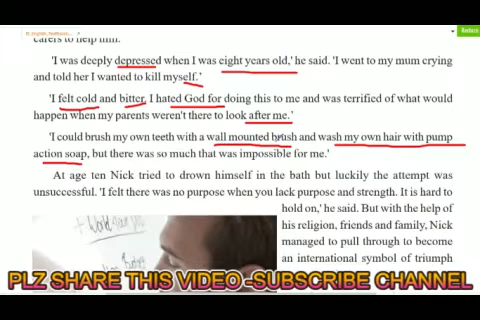 carers to help him.
'I was deeply depressed when I was eight years old,' he said. 'I went to my mum crying
and told her I wanted to kill myself.'
'I felt cold and bitter. I hated God for doing this to me and was terrified of what would
happen when my parents weren't there to look after me.'
'I could brush my own teeth with a wall mounted brush and wash my own hair with pump
action soap, but there was so much that was impossible for me.'
At age ten Nick tried to drown himself in the bath but luckily the attempt was
unsuccessful. 'I felt there was no purpose when you lack purpose and strength. It is hard to
hold on,' he said. But with the help of
his religion, friends and family, Nick
managed to pull through to become
an international symbol of triumph
PLZ SHARE THIS VIDEO -SUBSCRIBE CHANNEL